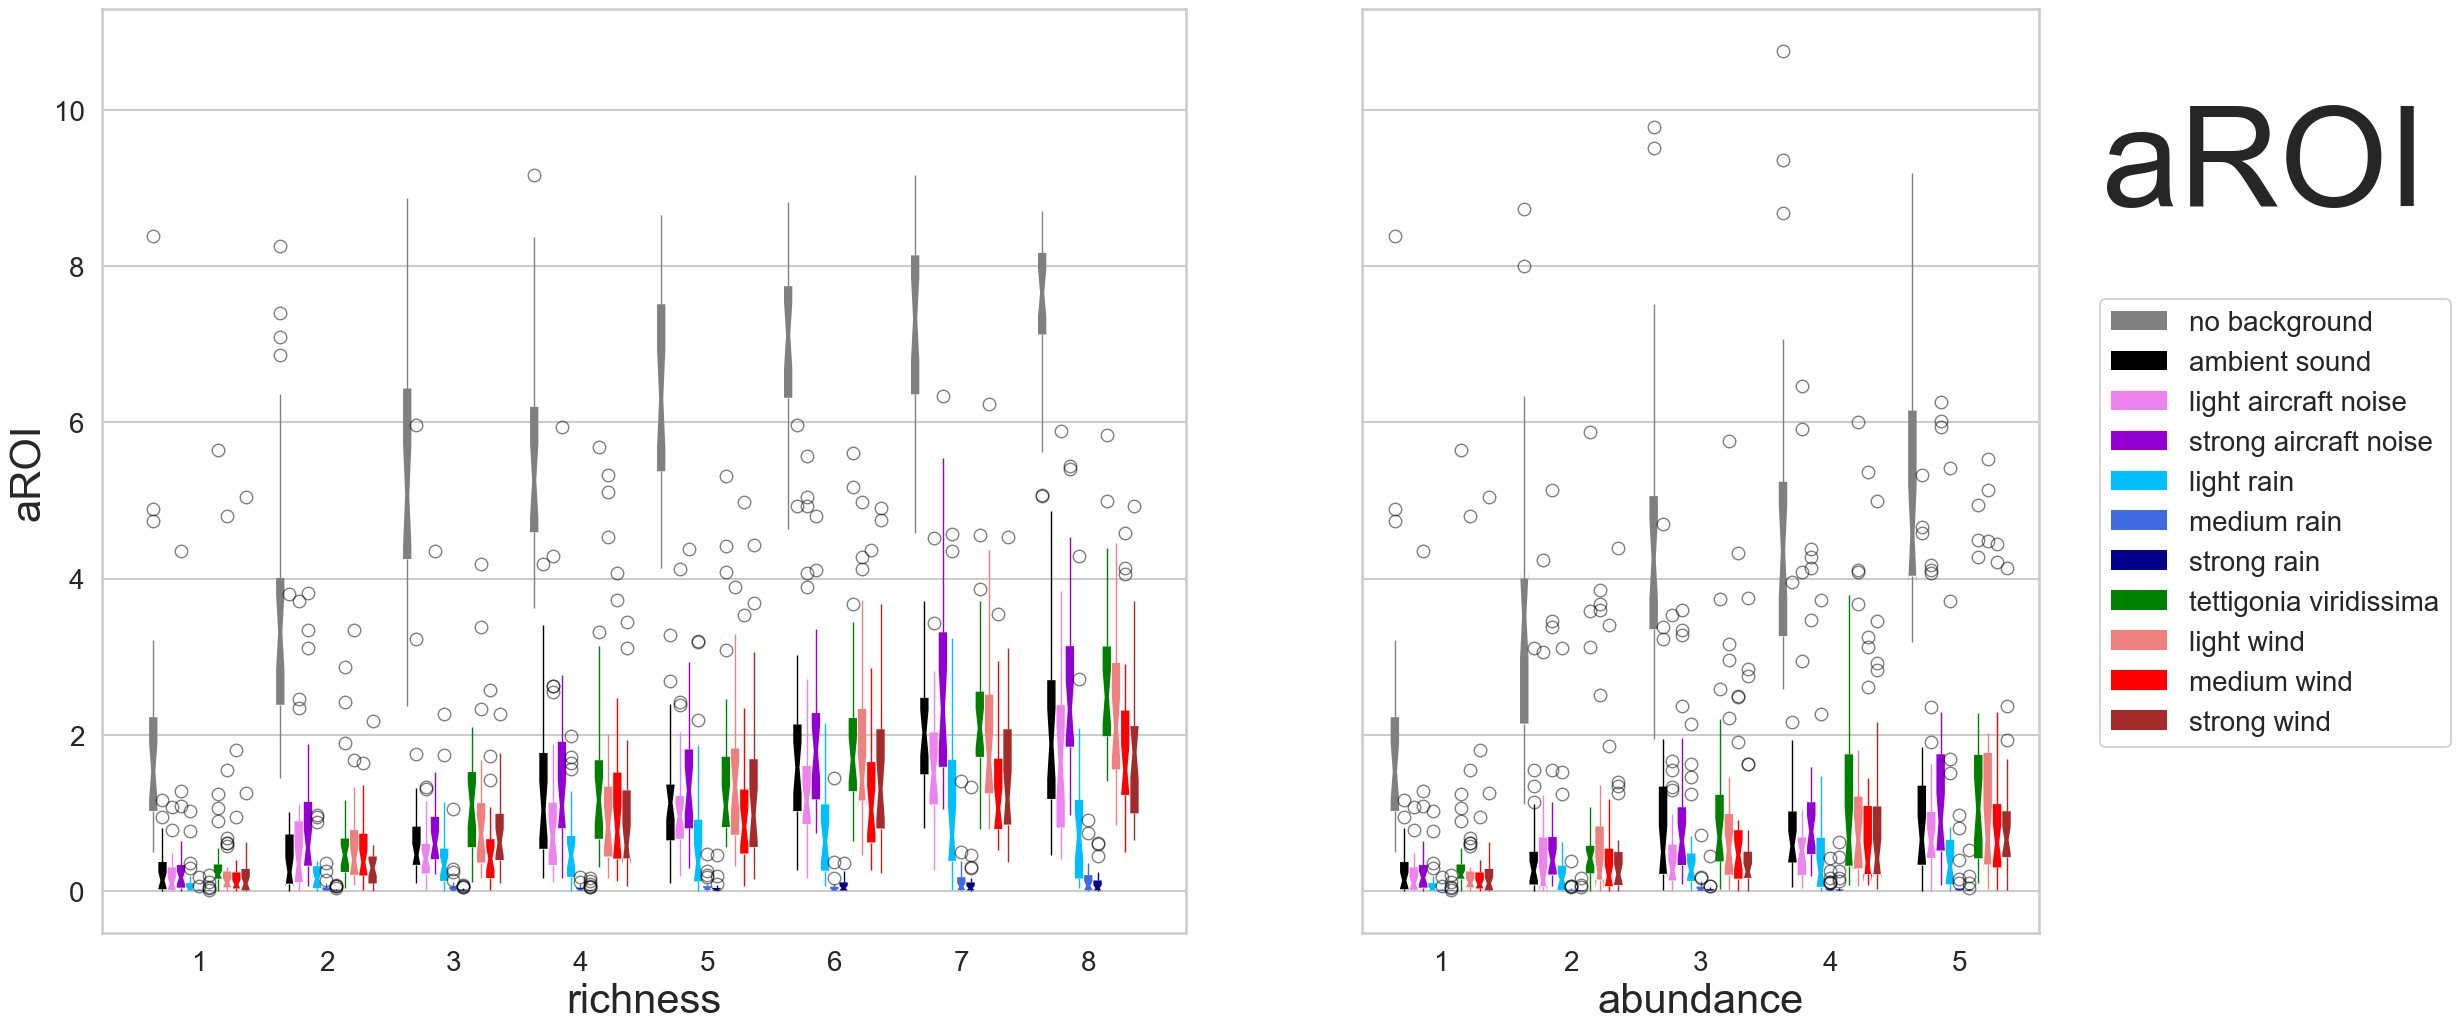 aROI
10
8
6
4
2
0
1 2 3 4 5 6 7 8
richness
1 2 3 4 5
abundance
aROI
no background
ambient sound
light aircraft noise
strong aircraft noise
light rain
medium rain
strong rain
tettigonia viridissima
light wind
medium wind
strong wind